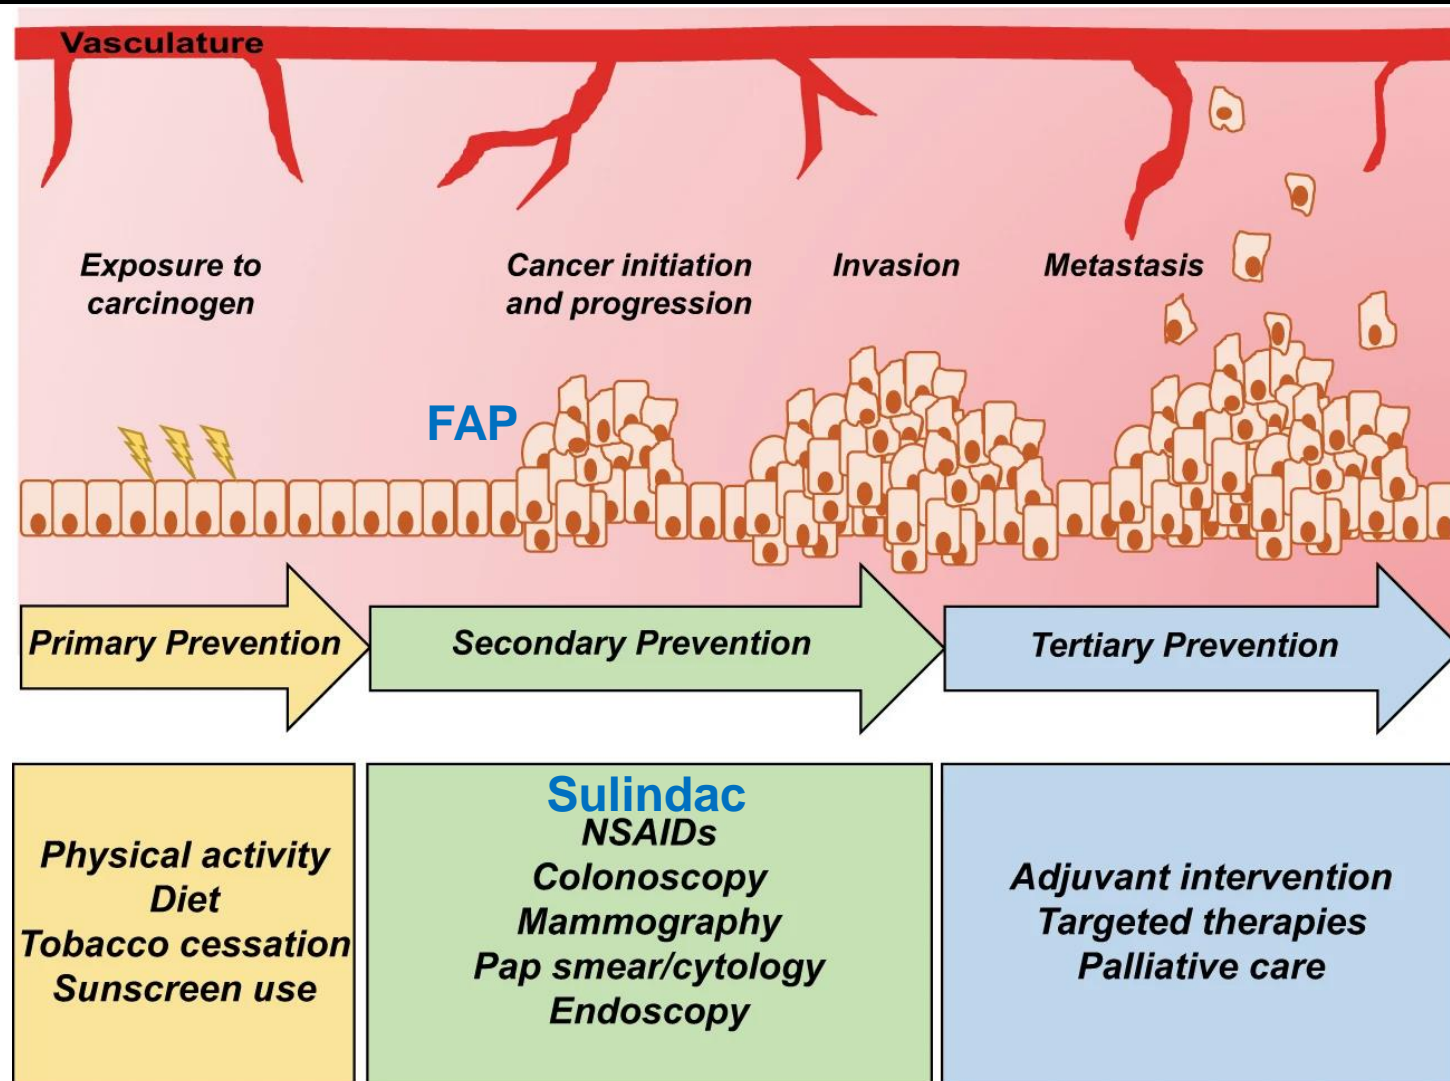 Vasculature
Exposure to
carcinogen
Cancer initiation
and progression
Invasion
Metastasis
FAP
Primary Prevention
Secondary Prevention
Tertiary Prevention
Physical activity
Diet
Tobacco cessation
Sunscreen use
Sulindac
NSAIDs
Colonoscopy
Mammography
Pap smear/cytology
Endoscopy
Adjuvant intervention
Targeted therapies
Palliative care